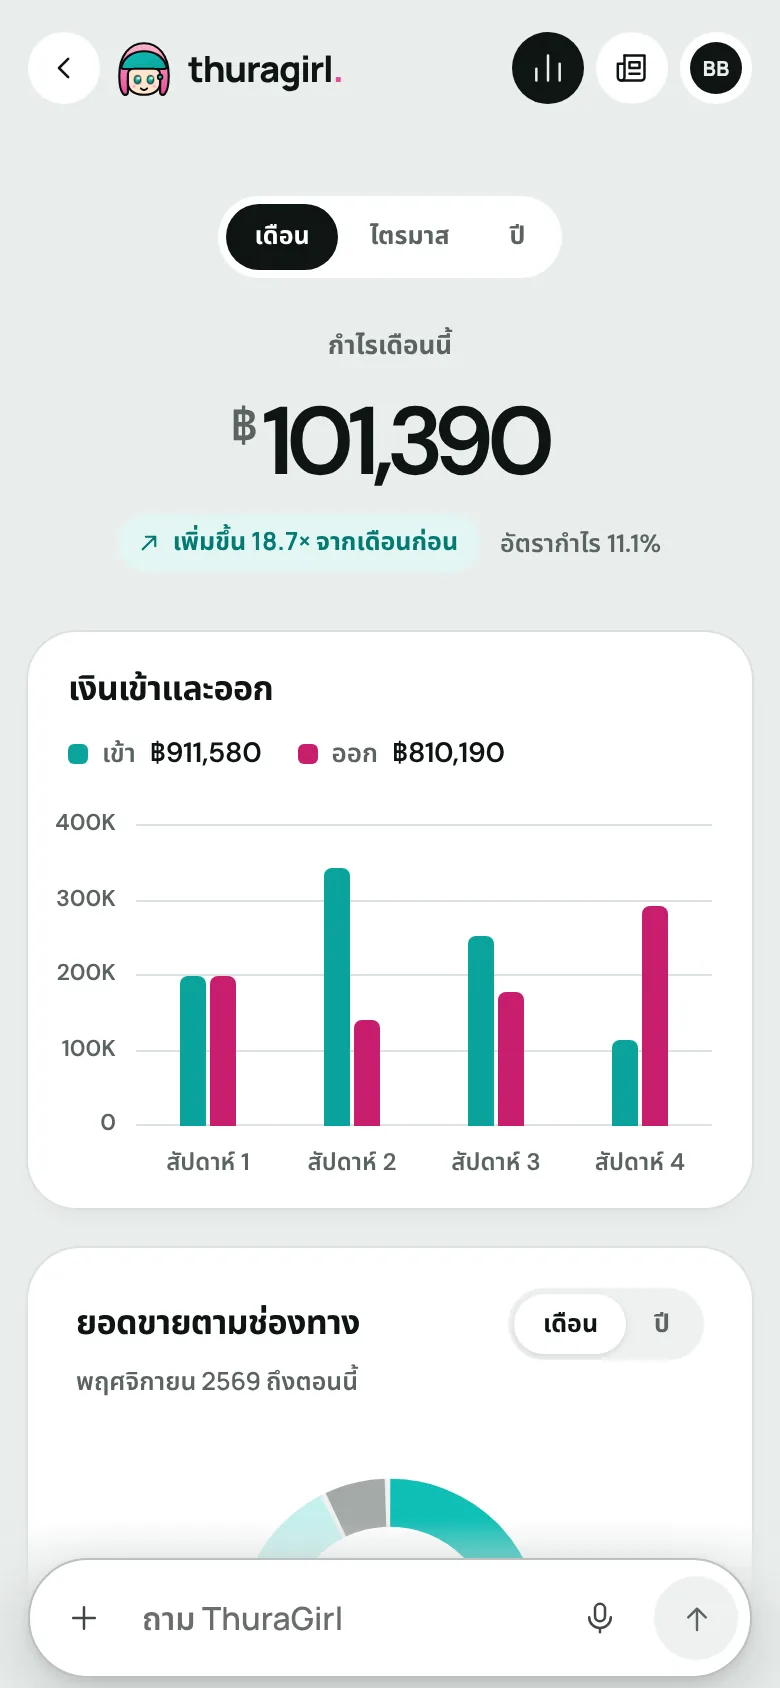 thuragirl.
BB
เดือน ไตรมาส ปี
กำไรเดือนนี้
฿101,390
เพิ่มขึ้น 18.7× จากเดือนก่อน อัตรากำไร 11.1%
เงินเข้าและออก
เข้า ฿911,580 ออก ฿810,190
400K
300K
200K
100K
0
สัปดาห์ 1 สัปดาห์ 2 สัปดาห์ 3 สัปดาห์ 4
ยอดขายตามช่องทาง เดือน ปี
พฤศจิกายน 2569 ถึงตอนนี้
ถาม ThuraGirl